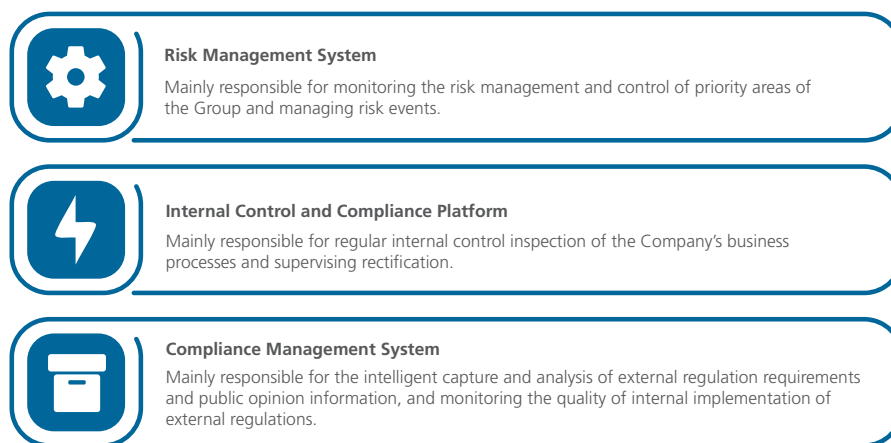 Risk Management System
Mainly responsible for monitoring the risk management and control of priority areas of
the Group and managing risk events.
Internal Control and Compliance Platform
Mainly responsible for regular internal control inspection of the Company’s business
processes and supervising rectification.
Compliance Management System
Mainly responsible for the intelligent capture and analysis of external regulation requirements
and public opinion information, and monitoring the quality of internal implementation of
external regulations.